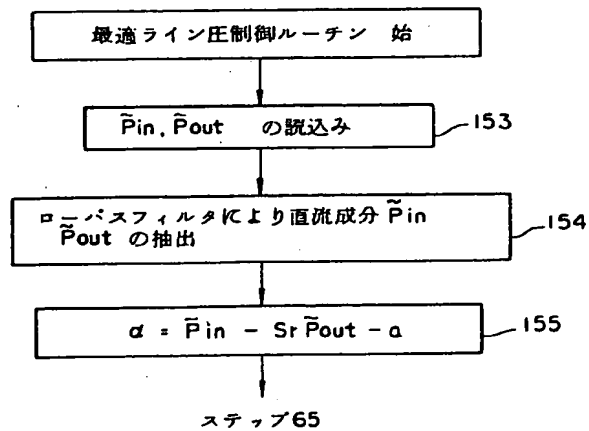 最適ライン圧制御ルーチン 始
P̃in, P̃out の読込み
153
ローパスフィルタにより直流成分 P̃in
P̃out の抽出
154
α = P̃in - Sr P̃out - a
155
ステップ65